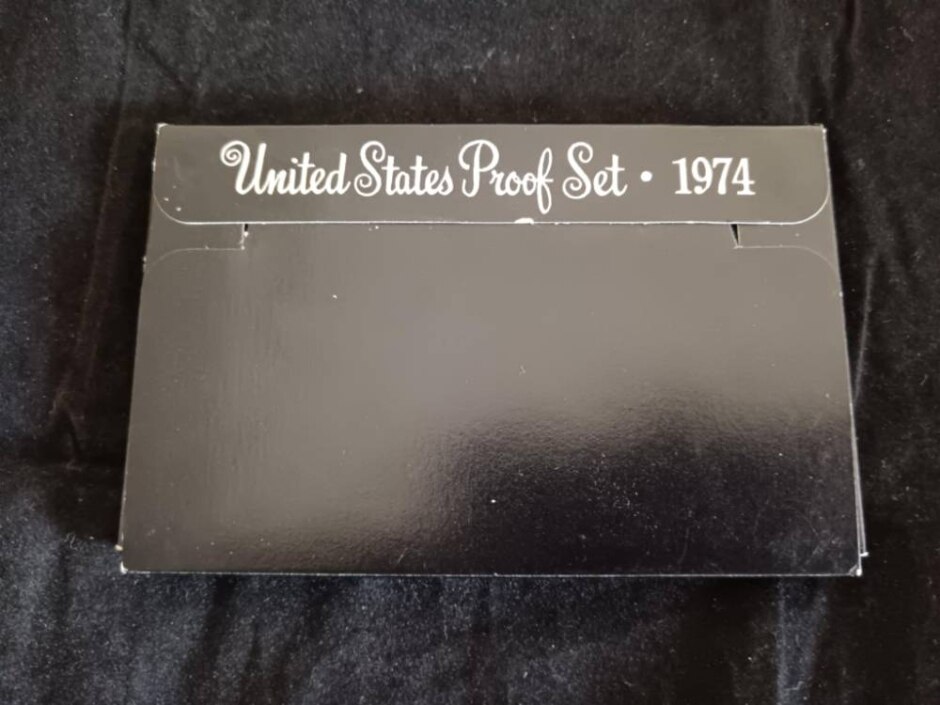 United States Proof Set • 1974